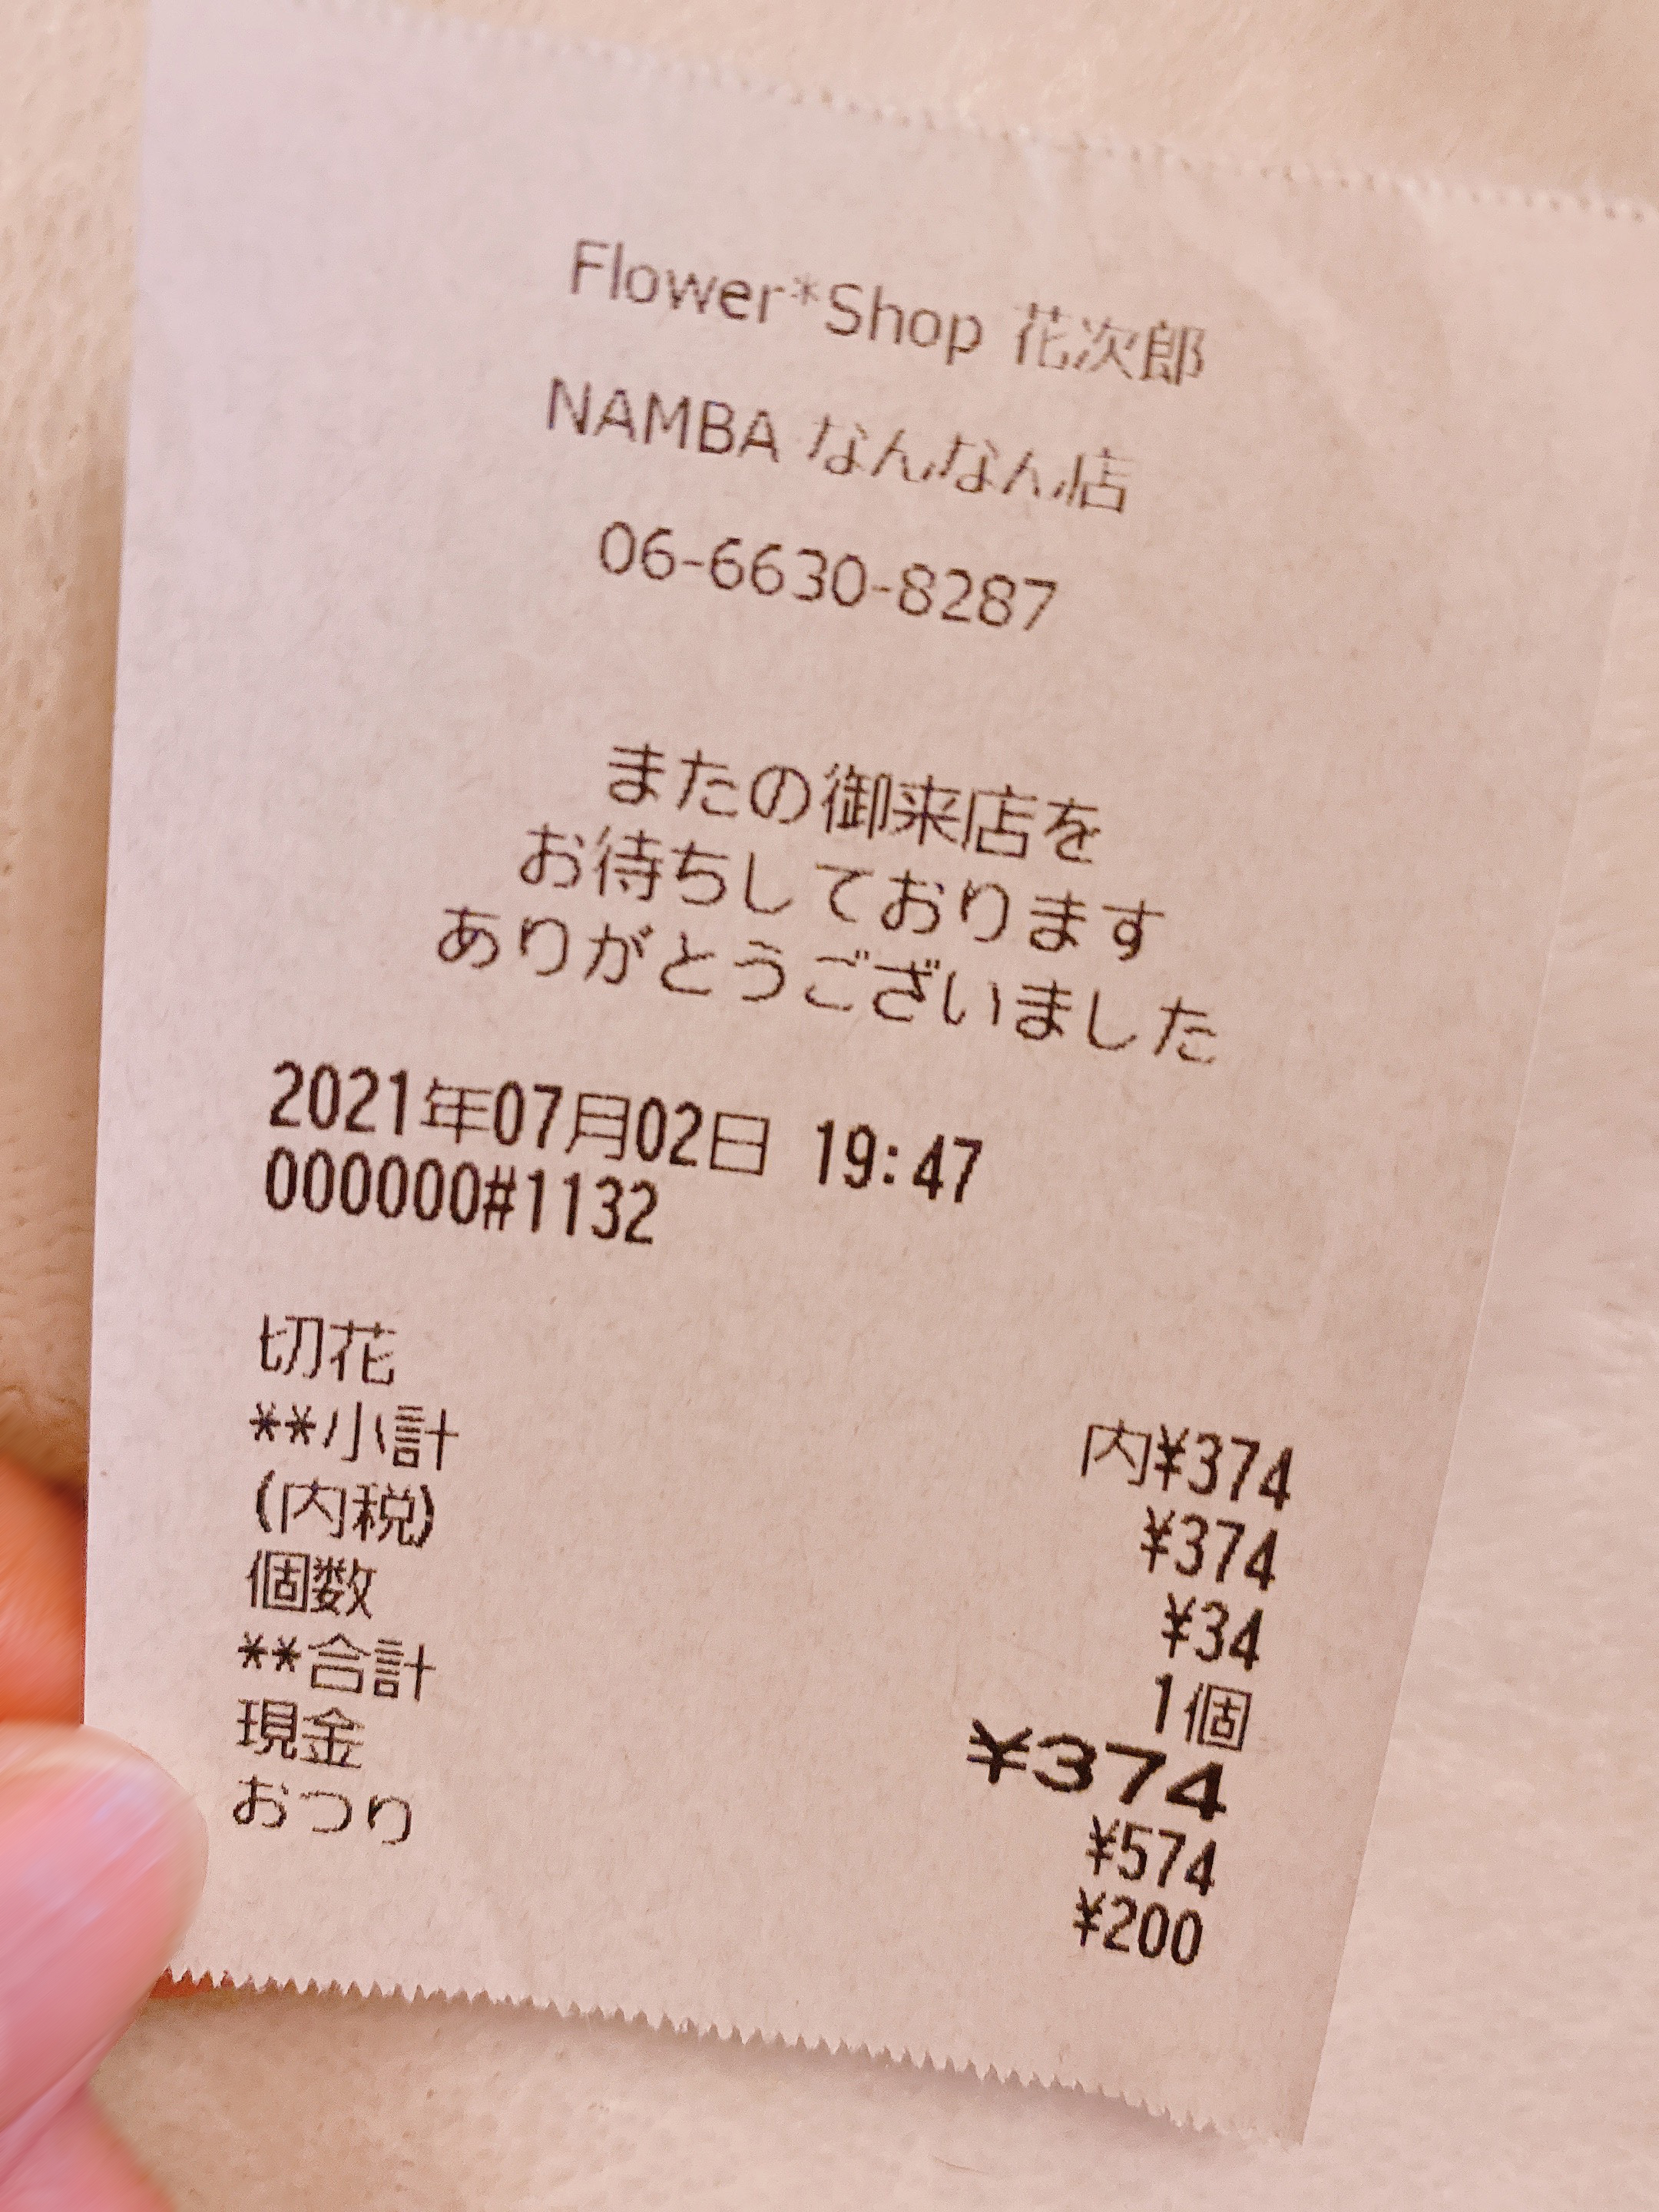 Flower*Shop 花次郎
NAMBA なんなん店
06-6630-8287
またの御来店を
お待ちしております
ありがとうございました
2021年07月02日 19:47
000000#1132
切花 内¥374
**小計 ¥374
(内税) ¥34
個数 1個
**合計 ¥374
現金 ¥574
おつり ¥200